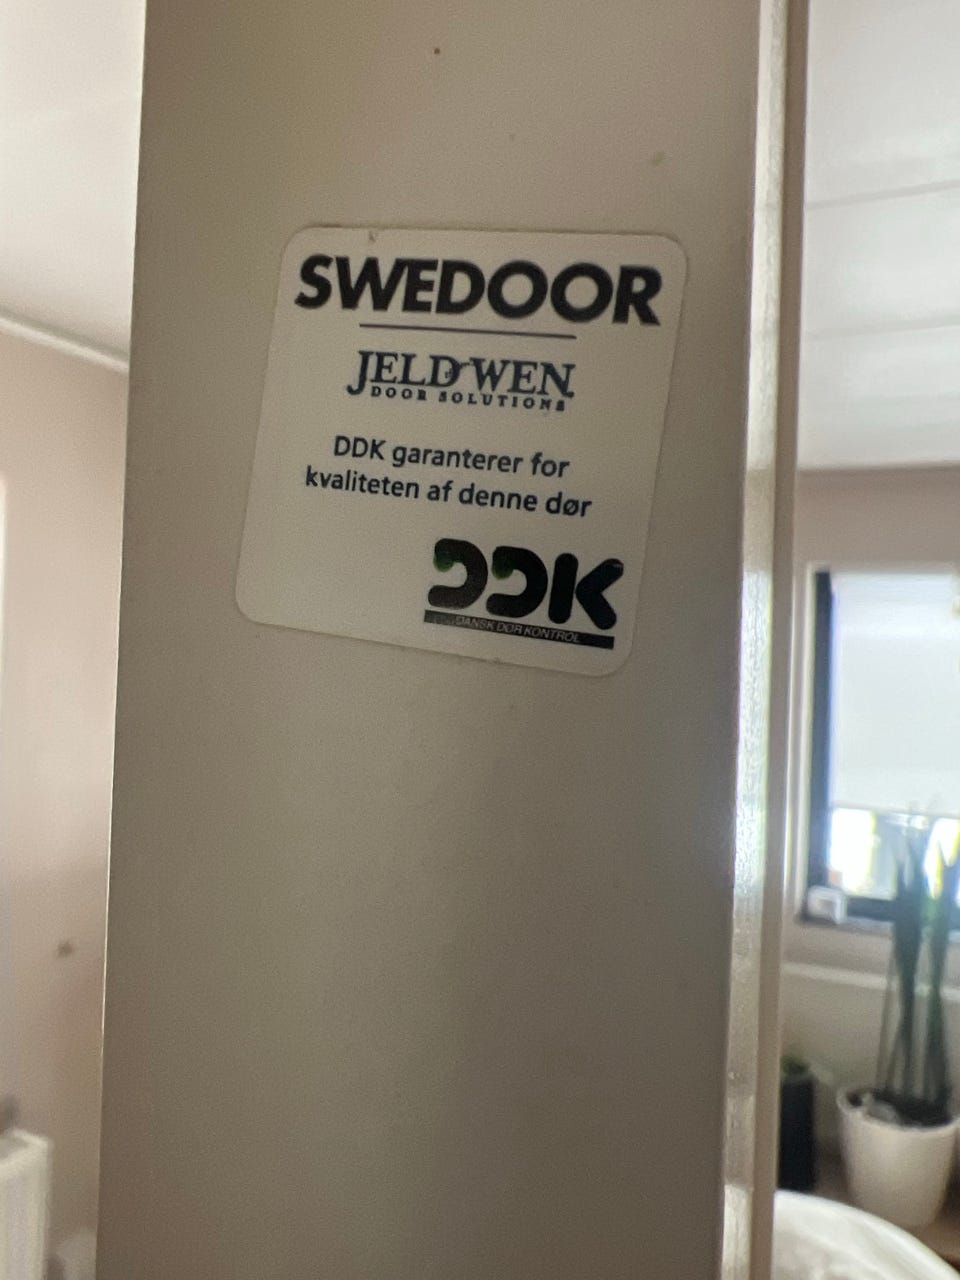 SWEDOOR
JELD-WEN
DOOR SOLUTIONS
DDK garanterer for
kvaliteten af denne dør
DDK
DANSK DØR KONTROL